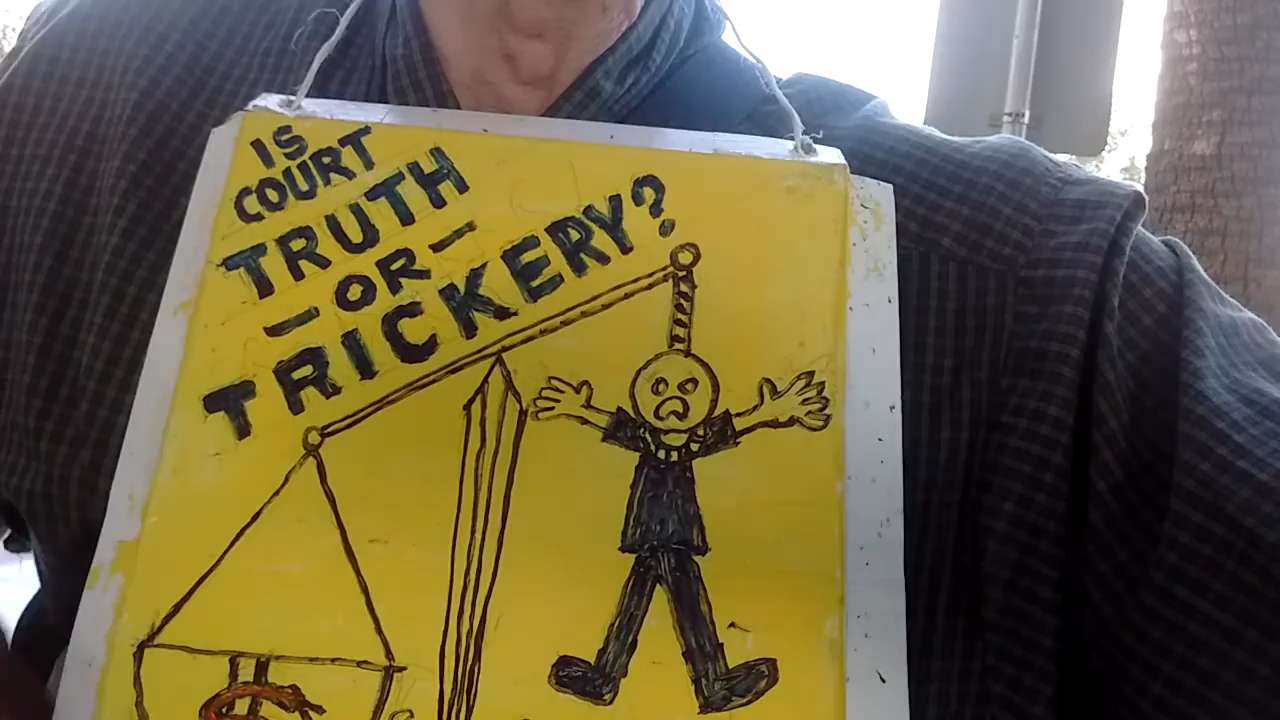 IS
COURT
TRUTH
- OR -
TRICKERY?
$